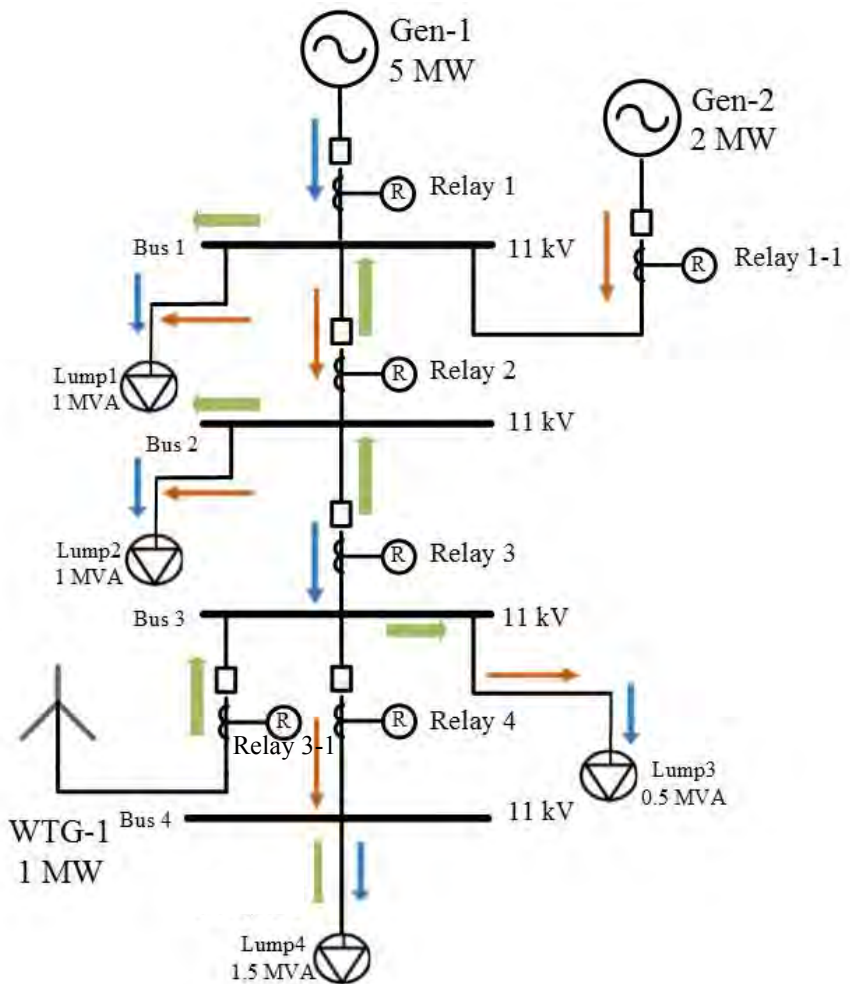 Gen-1
5 MW
Gen-2
2 MW
R
Relay 1
Bus 1
11 kV
R
Relay 1-1
R
Relay 2
Lump1
1 MVA
Bus 2
11 kV
R
Relay 3
Lump2
1 MVA
Bus 3
11 kV
R
Relay 3-1
R
Relay 4
Lump3
0.5 MVA
WTG-1
1 MW
Bus 4
11 kV
Lump4
1.5 MVA